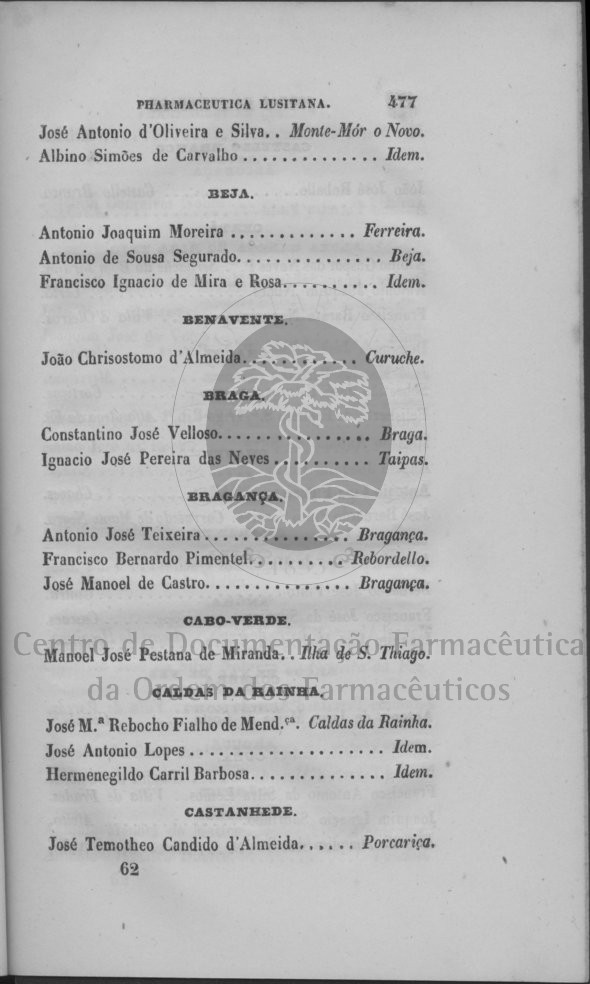 PHARMACEUTICA LUSITANA. 477
José Antonio d'Oliveira e Silva.. Monte-Mór o Novo.
Albino Simões de Carvalho .............. Idem.
BEJA.
Antonio Joaquim Moreira ............. Ferreira.
Antonio de Sousa Segurado............... Beja.
Francisco Ignacio de Mira e Rosa.......... Idem.
BENAVENTE.
João Chrisostomo d'Almeida............ Curuche.
BRAGA.
Constantino José Velloso................ Braga.
Ignacio José Pereira das Neves.......... Taipas.
BRAGANÇA.
Antonio José Teixeira ............... Bragança.
Francisco Bernardo Pimentel.......... Rebordello.
José Manoel de Castro............... Bragança.
CABO-VERDE.
Manoel José Pestana de Miranda.. Ilha de S. Thiago.
Centro de Documentação Farmacêutica
da Ordem dos Farmacêuticos
CALDAS DA RAINHA.
José M.ª Rebocho Fialho de Mend.ça. Caldas da Rainha.
José Antonio Lopes ..................... Idem.
Hermenegildo Carril Barbosa.............. Idem.
CASTANHEDE.
José Temotheo Candido d'Almeida...... Porcariça.
62